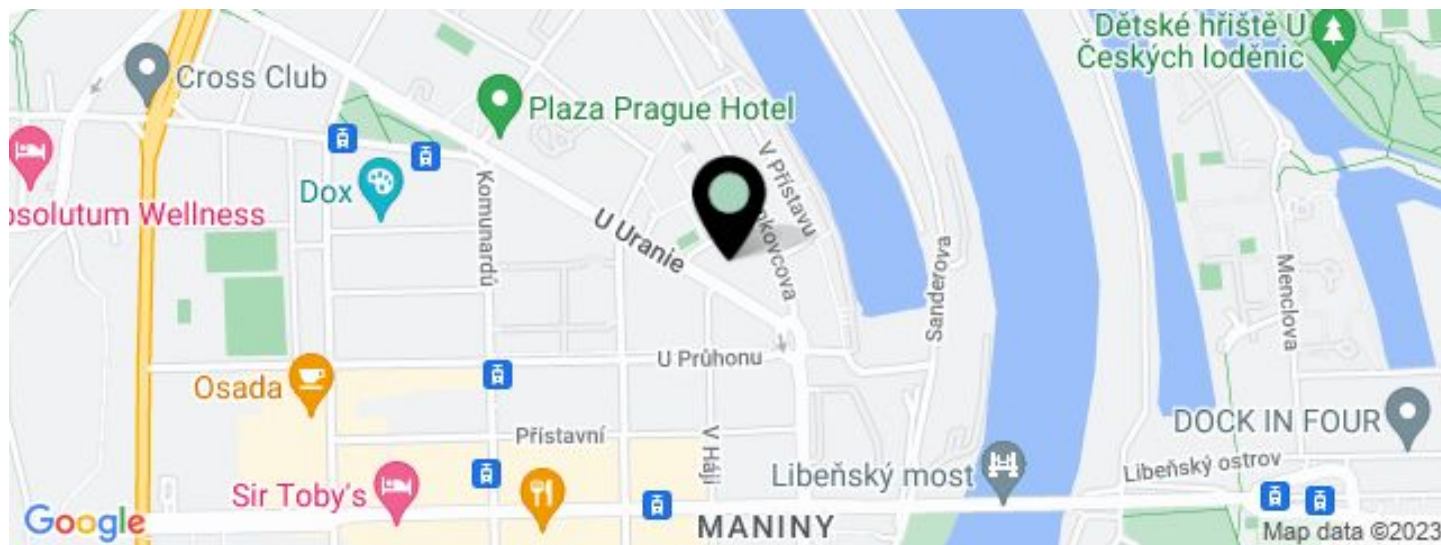 Dětské hřiště U
Českých loděnic
Cross Club
Plaza Prague Hotel
V Přístavu
Dox
Komunardů
osolutum Wellness
U Uranie
nkovcova
Sanderova
Menclova
U Průhonu
Osada
Přístavní
V Háji
DOCK IN FOUR
Libeňský most
Libeňský ostrov
Sir Toby's
MANINY
Google
Map data ©2023